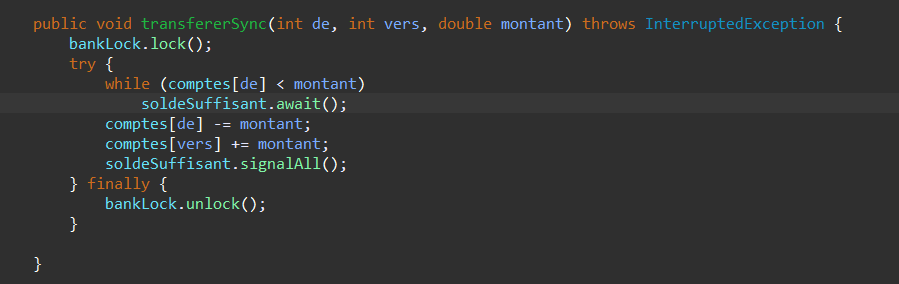 public void transfererSync(int de, int vers, double montant) throws InterruptedException {
bankLock.lock();
try {
while (comptes[de] < montant)
soldeSuffisant.await();
comptes[de] -= montant;
comptes[vers] += montant;
soldeSuffisant.signalAll();
} finally {
bankLock.unlock();
}
}